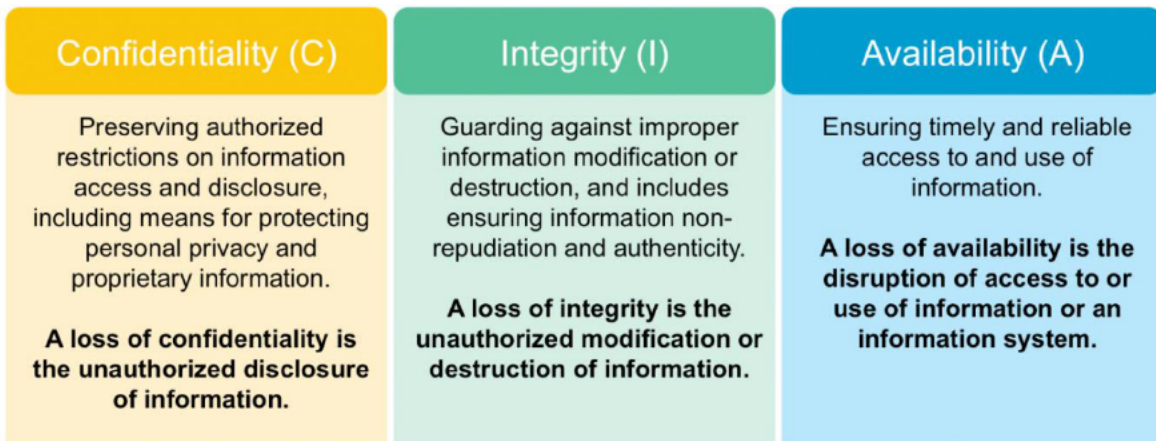 Confidentiality (C)
Preserving authorized
restrictions on information
access and disclosure,
including means for protecting
personal privacy and
proprietary information.
A loss of confidentiality is
the unauthorized disclosure
of information.
Integrity (I)
Guarding against improper
information modification or
destruction, and includes
ensuring information non-
repudiation and authenticity.
A loss of integrity is the
unauthorized modification or
destruction of information.
Availability (A)
Ensuring timely and reliable
access to and use of
information.
A loss of availability is the
disruption of access to or
use of information or an
information system.